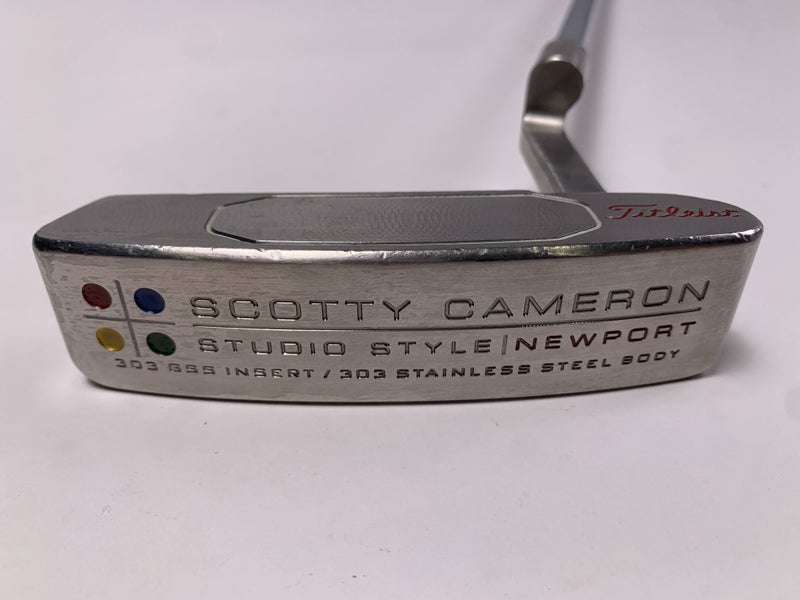 Titleist
SCOTTY CAMERON
STUDIO STYLE | NEWPORT
303 GSS INSERT / 303 STAINLESS STEEL BODY